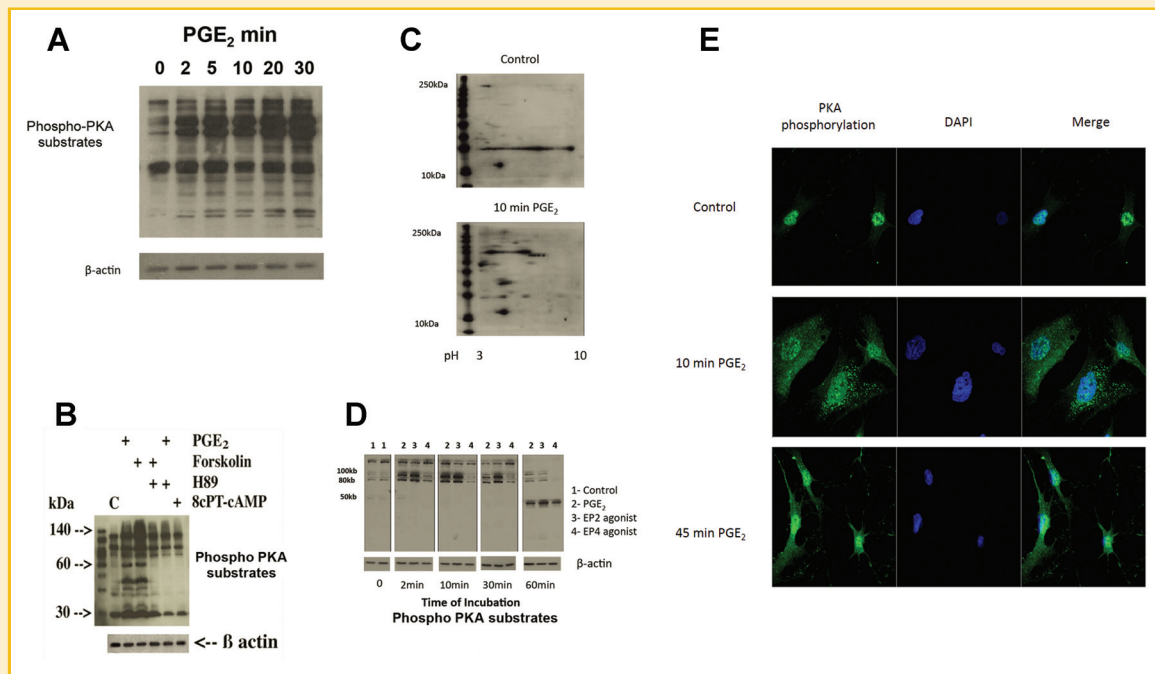 A
PGE₂ min
0 2 5 10 20 30
Phospho-PKA
substrates
β-actin
B
+ + PGE₂
+ + Forskolin
+ + H89
+ 8cPT-cAMP
kDa C
140 -->
60 -->
30 -->
Phospho PKA
substrates
<-- ß actin
C
Control
250kDa
10kDa
10 min PGE₂
250kDa
10kDa
pH 3 10
D
1 1 2 3 4 2 3 4 2 3 4 2 3 4
100kb
80kb
50kb
1- Control
2- PGE₂
3- EP2 agonist
4- EP4 agonist
β-actin
0 2min 10min 30min 60min
Time of Incubation
Phospho PKA substrates
E
PKA
phosphorylation DAPI Merge
Control
10 min PGE₂
45 min PGE₂